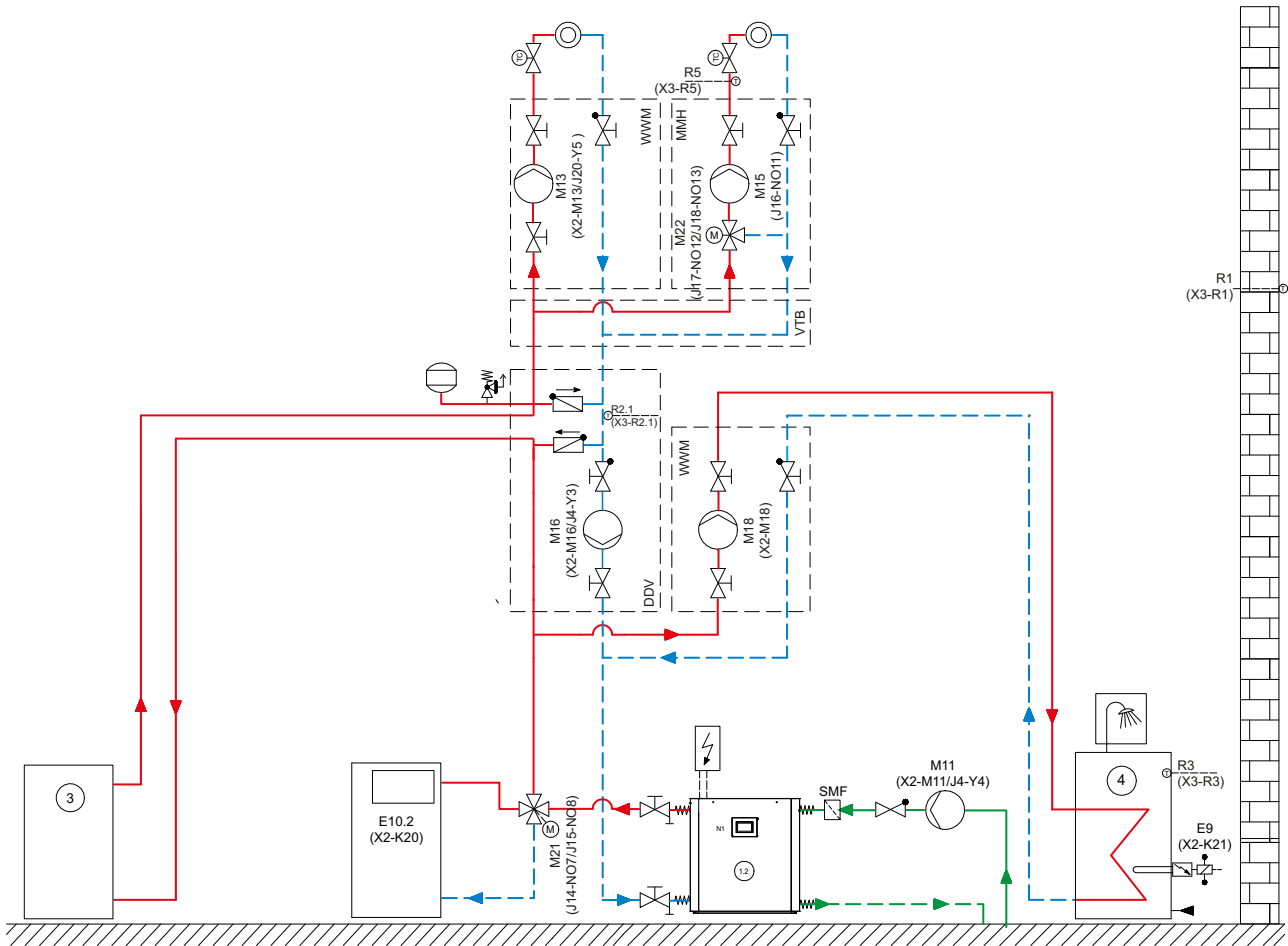 R5
(X3-R5)
WWM
MMH
M13
(X2-M13/J20-Y5 )
M15
(J16-NO11)
M
M22
(J17-NO12/J18-NO13)
VTB
R1
(X3-R1)
T
T
R2.1
(X3-R2.1)
T
WWM
M16
(X2-M16/J4-Y3)
M18
(X2-M18)
DDV
3
E10.2
(X2-K20)
M
M21
(J14-NO7/J15-NO8)
N1
1.2
SMF
M11
(X2-M11/J4-Y4)
4
T
R3
(X3-R3)
E9
(X2-K21)